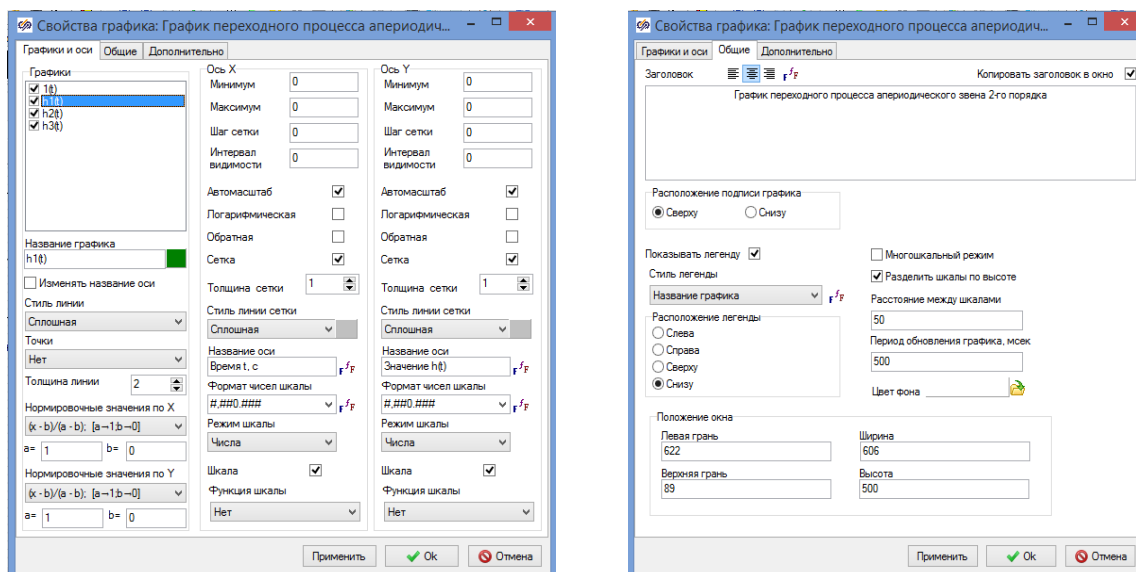 Свойства графика: График переходного процесса апериодич...
Графики и оси Общие Дополнительно
Графики
1(t)
h1(t)
h2(t)
h3(t)
Название графика
h1(t)
Изменять название оси
Стиль линии
Сплошная
Точки
Нет
Толщина линии 2
Нормировочные значения по X
(x - b)/(a - b); [a→1;b→0]
a= 1 b= 0
Нормировочные значения по Y
(x - b)/(a - b); [a→1;b→0]
a= 1 b= 0
Ось X
Минимум 0
Максимум 0
Шаг сетки 0
Интервал
видимости 0
Автомасштаб
Логарифмическая
Обратная
Сетка
Толщина сетки 1
Стиль линии сетки
Сплошная
Название оси
Время t, с
Формат чисел шкалы
#,##0.###
Режим шкалы
Числа
Шкала
Функция шкалы
Нет
Ось Y
Минимум 0
Максимум 0
Шаг сетки 0
Интервал
видимости 0
Автомасштаб
Логарифмическая
Обратная
Сетка
Толщина сетки 1
Стиль линии сетки
Сплошная
Название оси
Значение h(t)
Формат чисел шкалы
#,##0.###
Режим шкалы
Числа
Шкала
Функция шкалы
Нет
Применить Ok Отмена
Свойства графика: График переходного процесса апериодич...
Графики и оси Общие Дополнительно
Заголовок Копировать заголовок в окно
График переходного процесса апериодического звена 2-го порядка
Расположение подписи графика
Сверху Снизу
Показывать легенду
Стиль легенды
Название графика
Расположение легенды
Слева
Справа
Сверху
Снизу
Многошкальный режим
Разделить шкалы по высоте
Расстояние между шкалами
50
Период обновления графика, мсек
500
Цвет фона
Положение окна
Левая грань Ширина
622 606
Верхняя грань Высота
89 500
Применить Ok Отмена